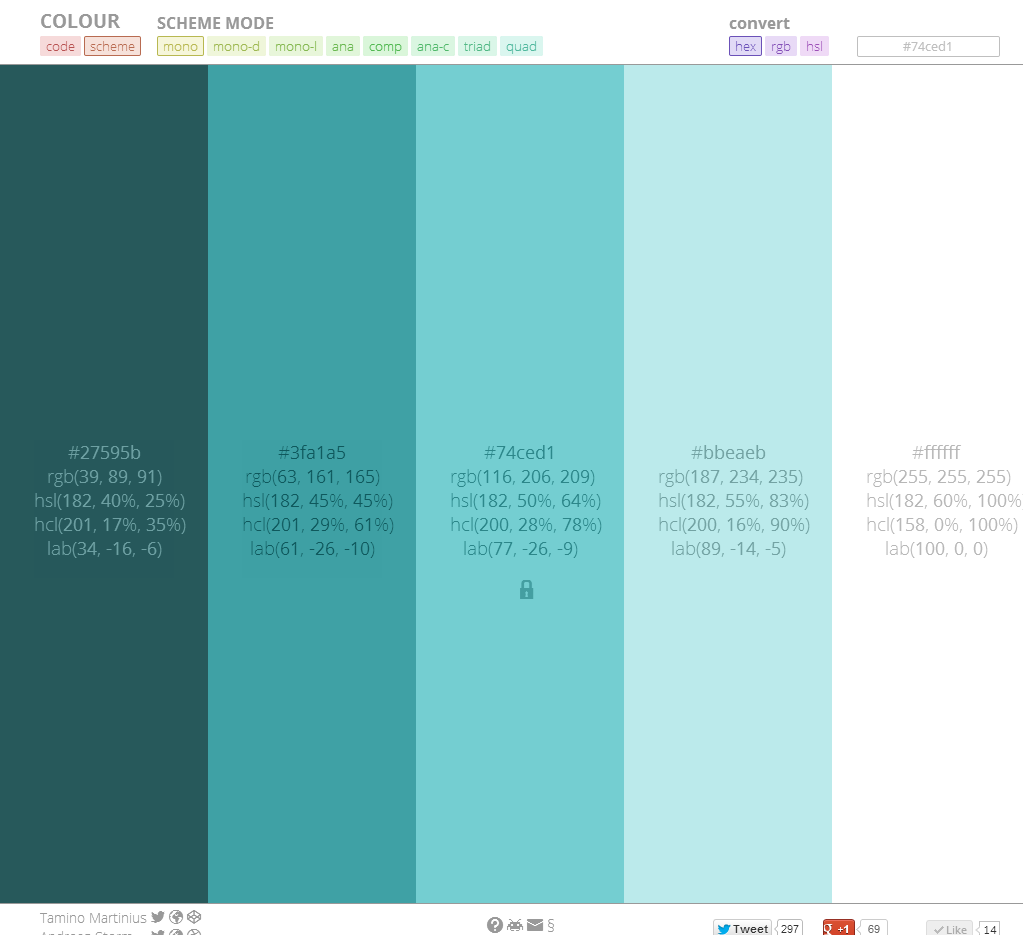 COLOUR SCHEME MODE convert
code scheme mono mono-d mono-l ana comp ana-c triad quad hex rgb hsl #74ced1
#27595b
rgb(39, 89, 91)
hsl(182, 40%, 25%)
hcl(201, 17%, 35%)
lab(34, -16, -6)
#3fa1a5
rgb(63, 161, 165)
hsl(182, 45%, 45%)
hcl(201, 29%, 61%)
lab(61, -26, -10)
#74ced1
rgb(116, 206, 209)
hsl(182, 50%, 64%)
hcl(200, 28%, 78%)
lab(77, -26, -9)
#bbeaeb
rgb(187, 234, 235)
hsl(182, 55%, 83%)
hcl(200, 16%, 90%)
lab(89, -14, -5)
#ffffff
rgb(255, 255, 255)
hsl(182, 60%, 100%
hcl(158, 0%, 100%)
lab(100, 0, 0)
Tamino Martinius § Tweet 297 +1 69 Like 14